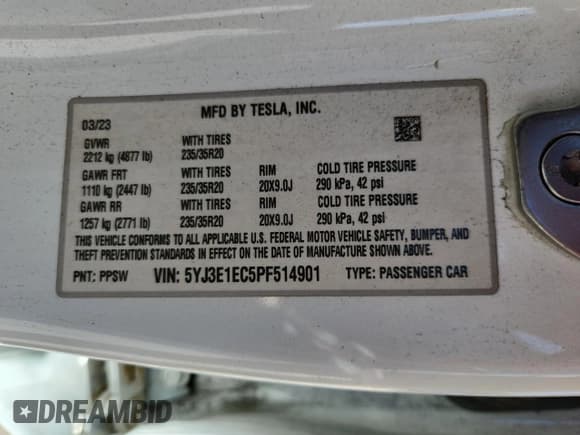 MFD BY TESLA, INC.
03/23
GVWR WITH TIRES
2212 kg (4877 lb) 235/35R20
GAWR FRT WITH TIRES RIM COLD TIRE PRESSURE
1110 kg (2447 lb) 235/35R20 20X9.0J 290 kPa, 42 psi
GAWR RR WITH TIRES RIM COLD TIRE PRESSURE
1257 kg (2771 lb) 235/35R20 20X9.0J 290 kPa, 42 psi
THIS VEHICLE CONFORMS TO ALL APPLICABLE U.S. FEDERAL MOTOR VEHICLE SAFETY, BUMPER, AND
THEFT PREVENTION STANDARDS IN EFFECT ON THE DATE OF MANUFACTURE SHOWN ABOVE.
PNT: PPSW VIN: 5YJ3E1EC5PF514901 TYPE: PASSENGER CAR
DREAMBID